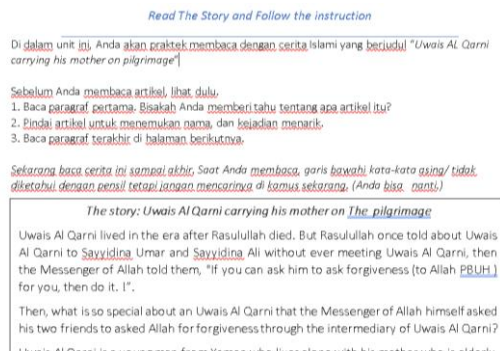 Read The Story and Follow the instruction
Di dalam unit ini, Anda akan praktek membaca dengan cerita Islami yang berjudul "Uwais AL Qarni
carrying his mother on pilgrimage"
Sebelum Anda membaca artikel, lihat dulu,
1. Baca paragraf pertama. Bisakah Anda memberi tahu tentang apa artikel itu?
2. Pindai artikel untuk menemukan nama, dan kejadian menarik.
3. Baca paragraf terakhir di halaman berikutnya.
Sekarang baca cerita ini sampai akhir, Saat Anda membaca, garis bawahi kata-kata asing/ tidak
diketahui dengan pensil tetapi jangan mencarinya di kamus sekarang, (Anda bisa nanti.)
The story: Uwais Al Qarni carrying his mother on The pilgrimage
Uwais Al Qarni lived in the era after Rasulullah died. But Rasulullah once told about Uwais
Al Qarni to Sayyidina Umar and Sayyidina Ali without ever meeting Uwais Al Qarni, then
the Messenger of Allah told them, "If you can ask him to ask forgiveness (to Allah PBUH )
for you, then do it. I".
Then, what is so special about an Uwais Al Qarni that the Messenger of Allah himself asked
his two friends to asked Allah for forgiveness through the intermediary of Uwais Al Qarni?